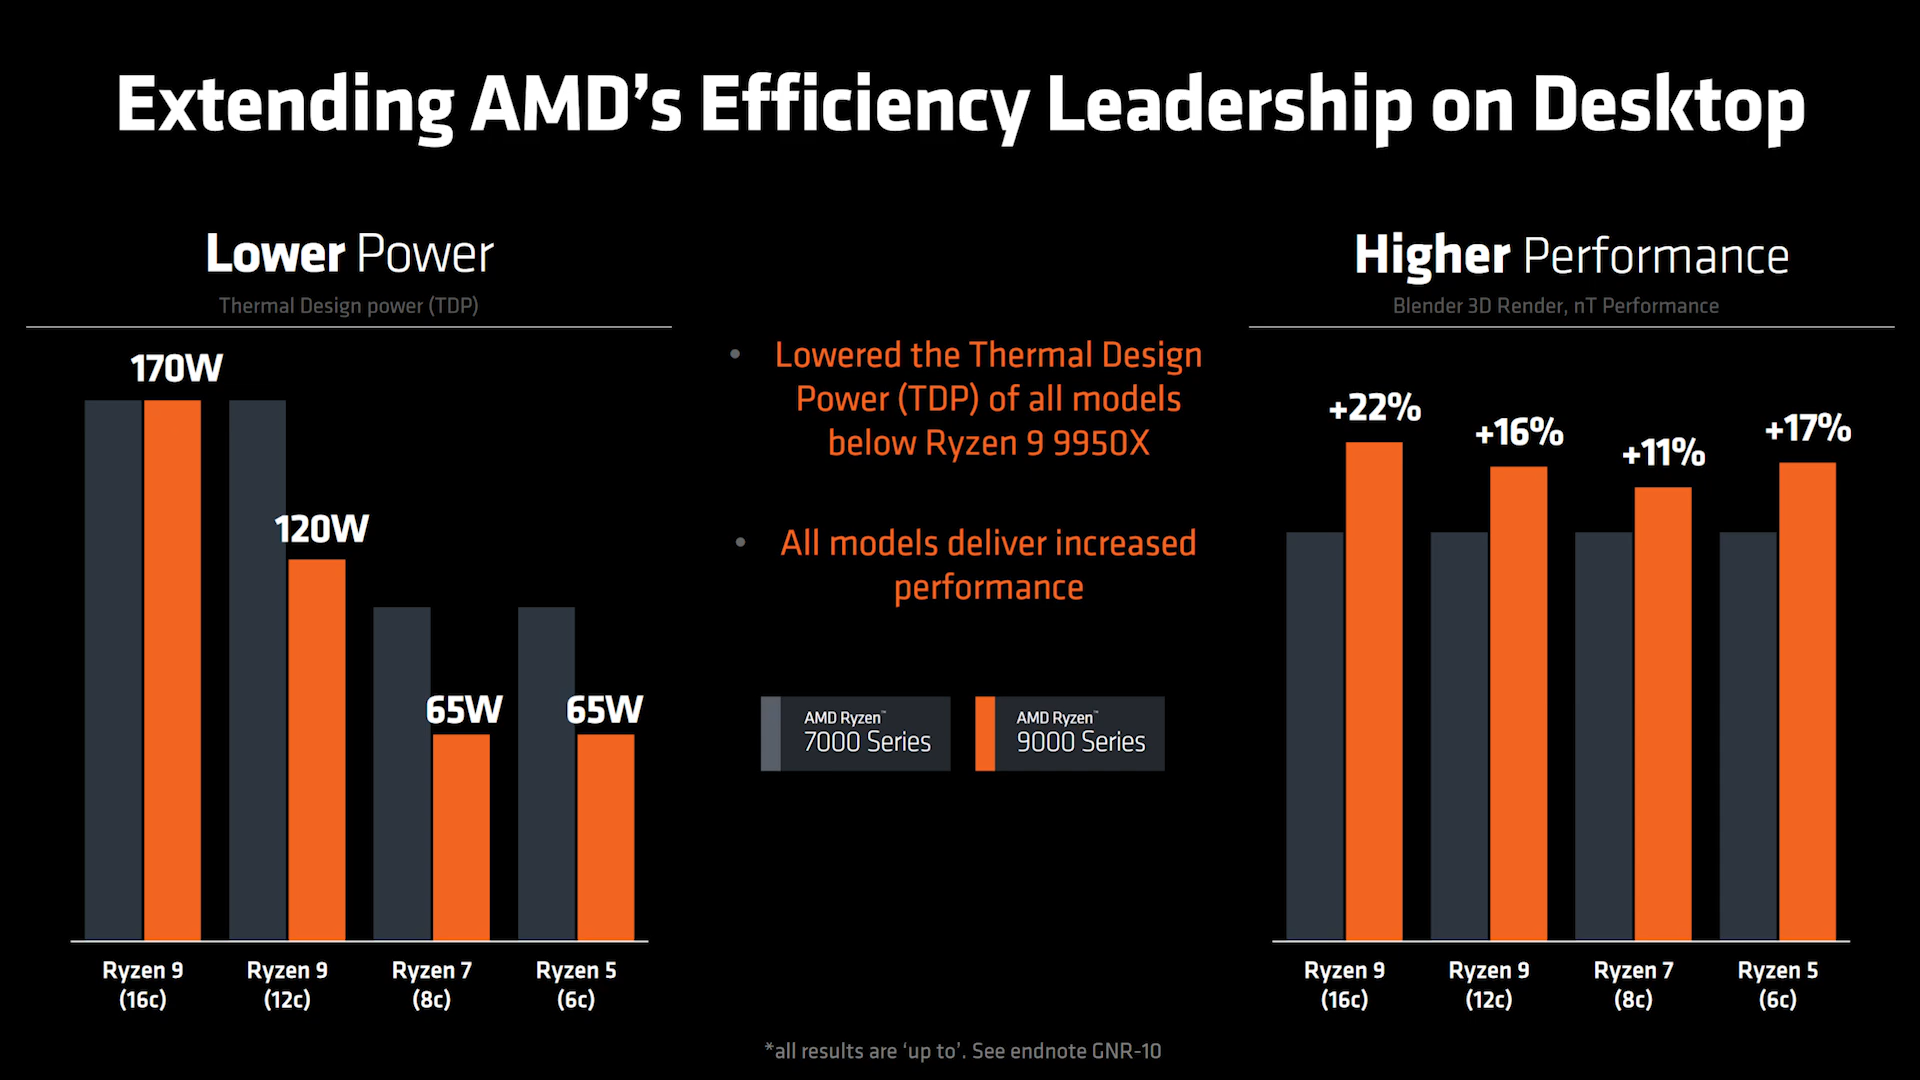 Extending AMD’s Efficiency Leadership on Desktop
Lower Power
Thermal Design power (TDP)
170W
120W
65W
65W
Ryzen 9
(16c)
Ryzen 9
(12c)
Ryzen 7
(8c)
Ryzen 5
(6c)
• Lowered the Thermal Design
Power (TDP) of all models
below Ryzen 9 9950X
• All models deliver increased
performance
AMD Ryzen™
7000 Series
AMD Ryzen™
9000 Series
Higher Performance
Blender 3D Render, nT Performance
+22%
+16%
+11%
+17%
Ryzen 9
(16c)
Ryzen 9
(12c)
Ryzen 7
(8c)
Ryzen 5
(6c)
*all results are ‘up to’. See endnote GNR-10